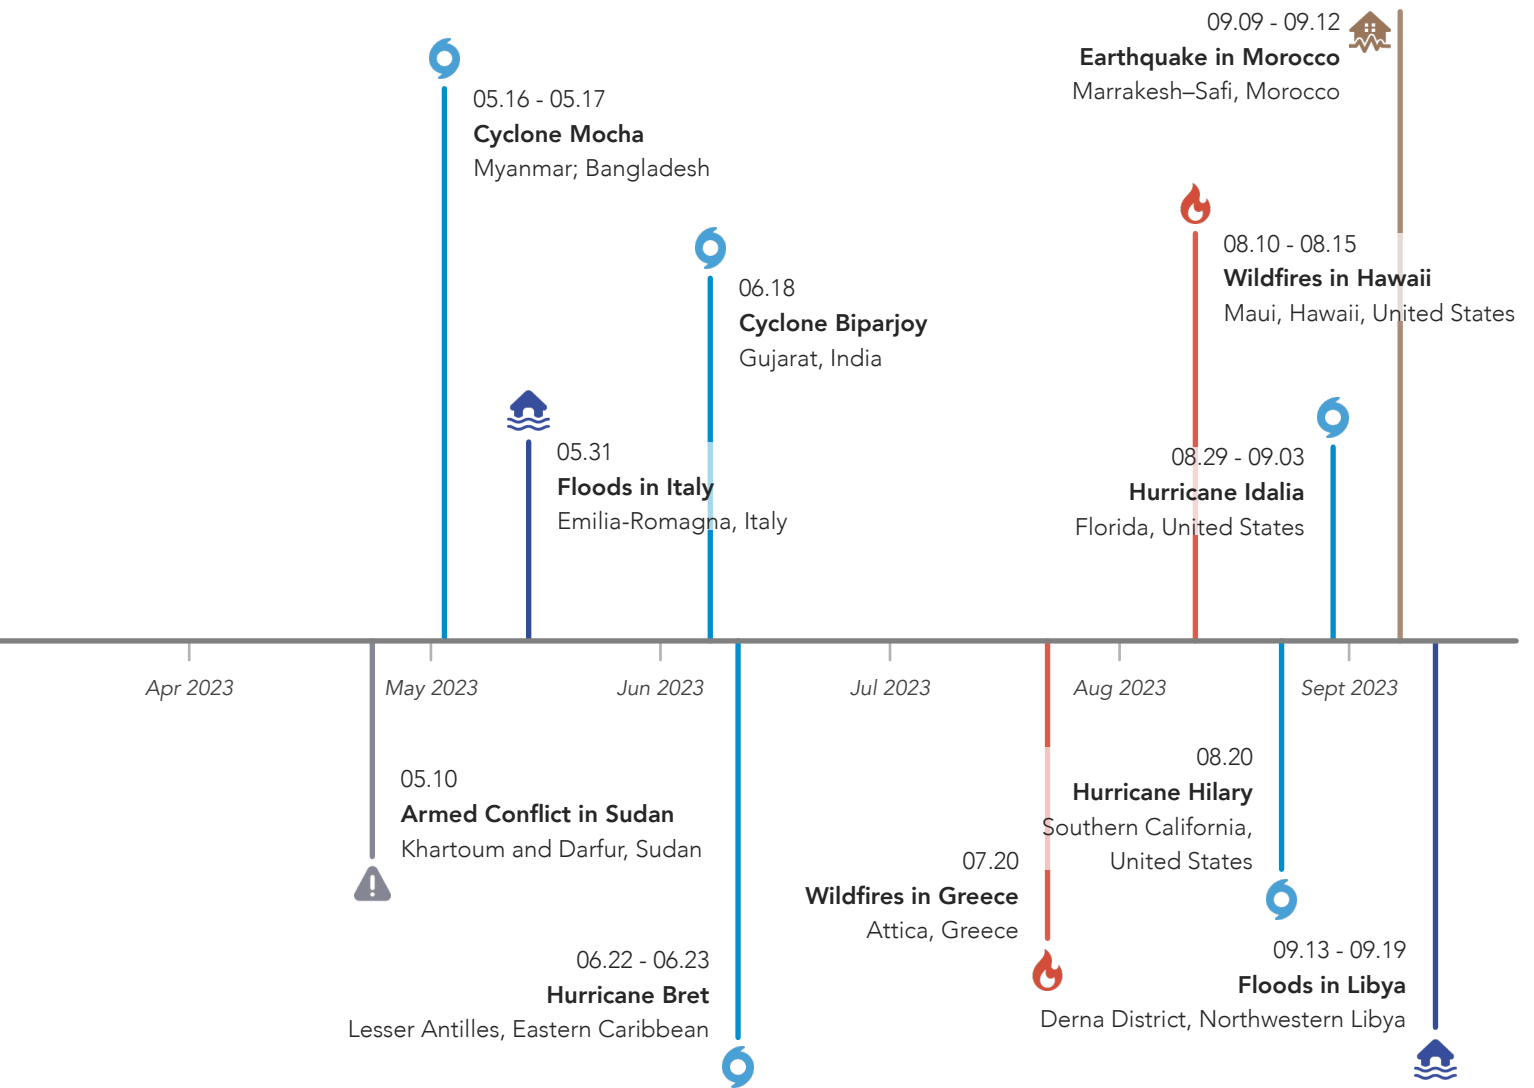 05.16 - 05.17
Cyclone Mocha
Myanmar; Bangladesh
09.09 - 09.12
Earthquake in Morocco
Marrakesh–Safi, Morocco
06.18
Cyclone Biparjoy
Gujarat, India
08.10 - 08.15
Wildfires in Hawaii
Maui, Hawaii, United States
05.31
Floods in Italy
Emilia-Romagna, Italy
08.29 - 09.03
Hurricane Idalia
Florida, United States
Apr 2023
May 2023
Jun 2023
Jul 2023
Aug 2023
Sept 2023
05.10
Armed Conflict in Sudan
Khartoum and Darfur, Sudan
06.22 - 06.23
Hurricane Bret
Lesser Antilles, Eastern Caribbean
07.20
Wildfires in Greece
Attica, Greece
08.20
Hurricane Hilary
Southern California,
United States
09.13 - 09.19
Floods in Libya
Derna District, Northwestern Libya